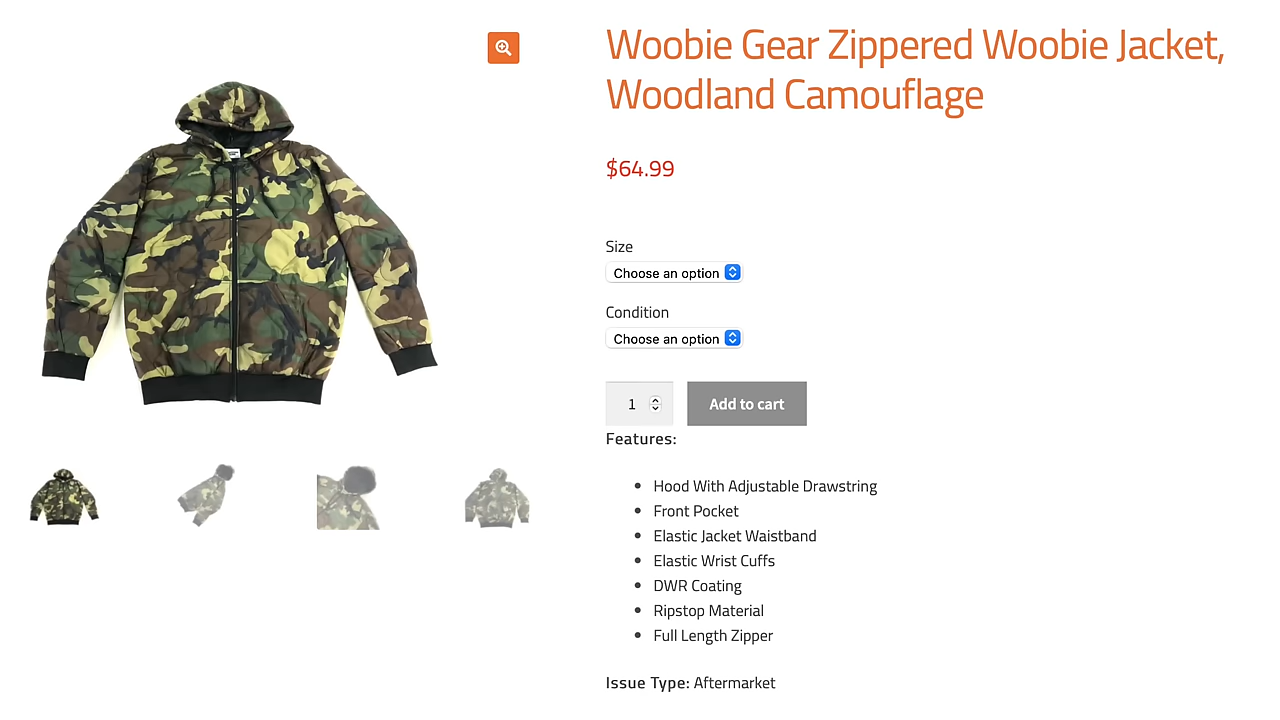 Woobie Gear Zippered Woobie Jacket,
Woodland Camouflage
$64.99
Size
Choose an option
Condition
Choose an option
1
Add to cart
Features:
Hood With Adjustable Drawstring
Front Pocket
Elastic Jacket Waistband
Elastic Wrist Cuffs
DWR Coating
Ripstop Material
Full Length Zipper
Issue Type: Aftermarket